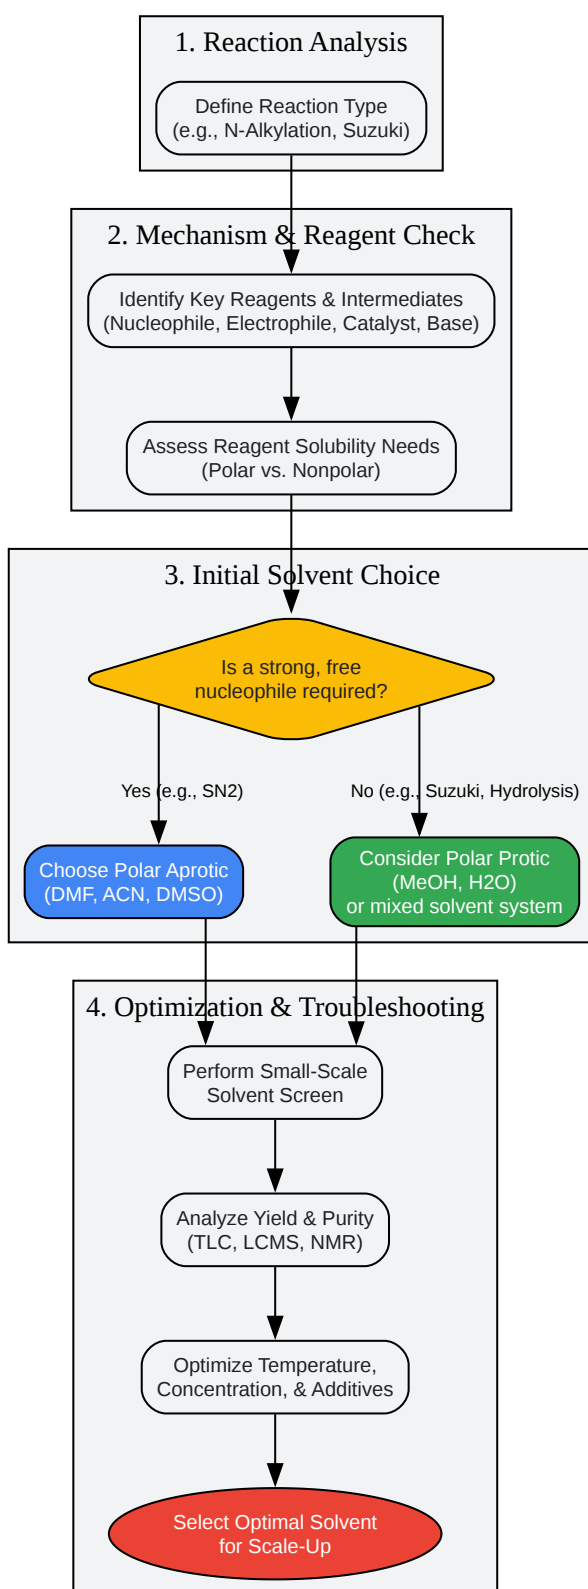 1. Reaction Analysis
Define Reaction Type
(e.g., N-Alkylation, Suzuki)
2. Mechanism & Reagent Check
Identify Key Reagents & Intermediates
(Nucleophile, Electrophile, Catalyst, Base)
Assess Reagent Solubility Needs
(Polar vs. Nonpolar)
3. Initial Solvent Choice
Is a strong, free
nucleophile required?
Yes (e.g., SN2)
No (e.g., Suzuki, Hydrolysis)
Choose Polar Aprotic
(DMF, ACN, DMSO)
Consider Polar Protic
(MeOH, H2O)
or mixed solvent system
4. Optimization & Troubleshooting
Perform Small-Scale
Solvent Screen
Analyze Yield & Purity
(TLC, LCMS, NMR)
Optimize Temperature,
Concentration, & Additives
Select Optimal Solvent
for Scale-Up